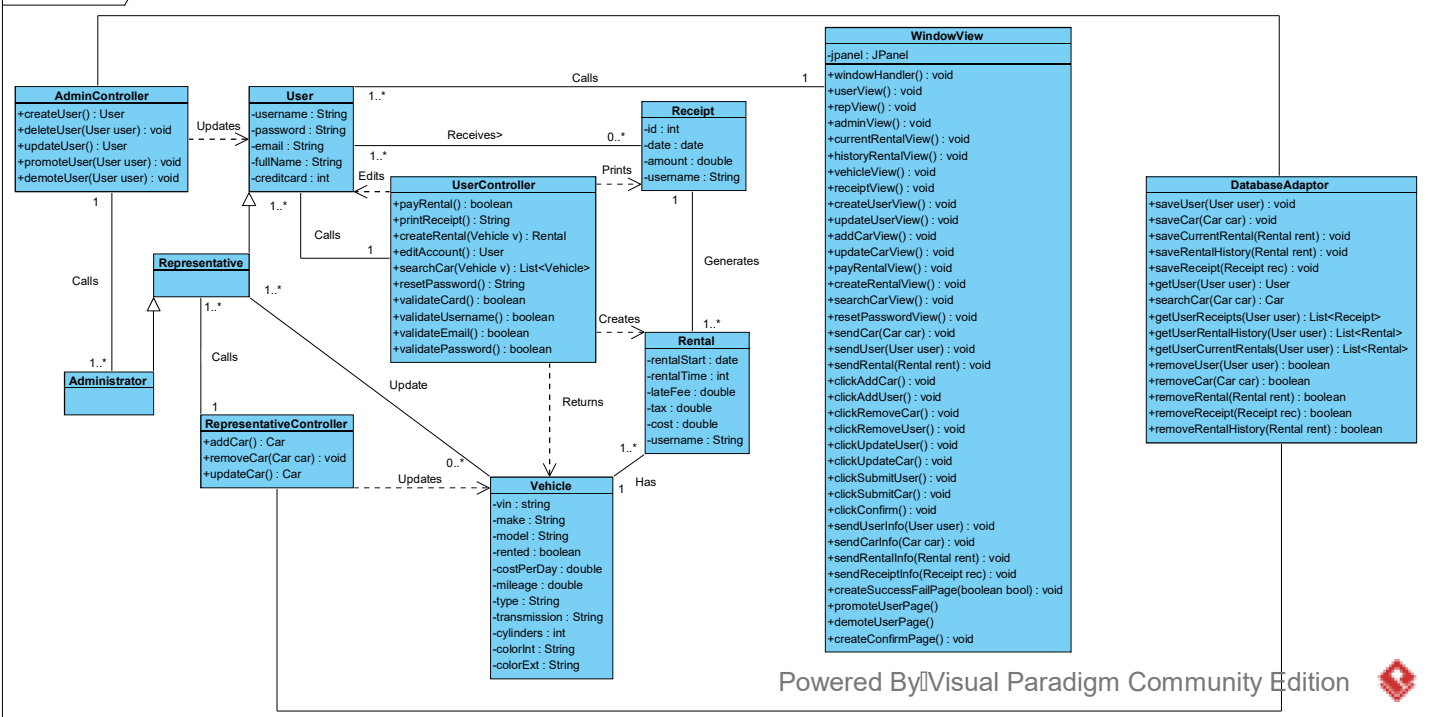 AdminController
+createUser() : User
+deleteUser(User user) : void
+updateUser() : User
+promoteUser(User user) : void
+demoteUser(User user) : void
Updates
User
-username : String
-password : String
-email : String
-fullName : String
-creditcard : int
Calls
1..*
1
Receives>
1..*
0..*
Receipt
-id : int
-date : date
-amount : double
-username : String
Edits
Prints
UserController
+payRental() : boolean
+printReceipt() : String
+createRental(Vehicle v) : Rental
+editAccount() : User
+searchCar(Vehicle v) : List<Vehicle>
+resetPassword() : String
+validateCard() : boolean
+validateUsername() : boolean
+validateEmail() : boolean
+validatePassword() : boolean
1..*
Calls
1
1
Calls
1..*
Representative
1..*
1..*
Calls
1
Administrator
Update
0..*
RepresentativeController
+addCar() : Car
+removeCar(Car car) : void
+updateCar() : Car
Updates
Returns
Creates
1
Generates
1..*
Rental
-rentalStart : date
-rentalTime : int
-lateFee : double
-tax : double
-cost : double
-username : String
1..*
Has
1
Vehicle
-vin : string
-make : String
-model : String
-rented : boolean
-costPerDay : double
-mileage : double
-type : String
-transmission : String
-cylinders : int
-colorInt : String
-colorExt : String
WindowView
-jpanel : JPanel
+windowHandler() : void
+userView() : void
+repView() : void
+adminView() : void
+currentRentalView() : void
+historyRentalView() : void
+vehicleView() : void
+receiptView() : void
+createUserView() : void
+updateUserView() : void
+addCarView() : void
+updateCarView() : void
+payRentalView() : void
+createRentalView() : void
+searchCarView() : void
+resetPasswordView() : void
+sendCar(Car car) : void
+sendUser(User user) : void
+sendRental(Rental rent) : void
+clickAddCar() : void
+clickAddUser() : void
+clickRemoveCar() : void
+clickRemoveUser() : void
+clickUpdateUser() : void
+clickUpdateCar() : void
+clickSubmitUser() : void
+clickSubmitCar() : void
+clickConfirm() : void
+sendUserInfo(User user) : void
+sendCarInfo(Car car) : void
+sendRentalInfo(Rental rent) : void
+sendReceiptInfo(Receipt rec) : void
+createSuccessFailPage(boolean bool) : void
+promoteUserPage()
+demoteUserPage()
+createConfirmPage() : void
DatabaseAdaptor
+saveUser(User user) : void
+saveCar(Car car) : void
+saveCurrentRental(Rental rent) : void
+saveRentalHistory(Rental rent) : void
+saveReceipt(Receipt rec) : void
+getUser(User user) : User
+searchCar(Car car) : Car
+getUserReceipts(User user) : List<Receipt>
+getUserRentalHistory(User user) : List<Rental>
+getUserCurrentRentals(User user) : List<Rental>
+removeUser(User user) : boolean
+removeCar(Car car) : boolean
+removeRental(Rental rent) : boolean
+removeReceipt(Receipt rec) : boolean
+removeRentalHistory(Rental rent) : boolean
Powered By Visual Paradigm Community Edition